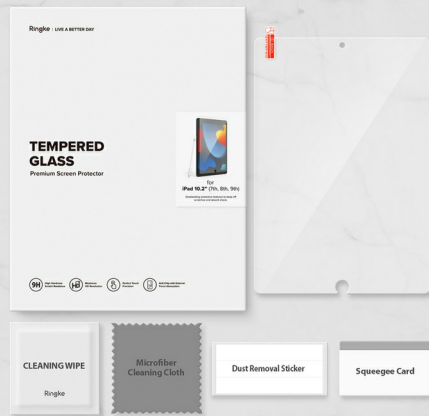 Ringke / LIVE A BETTER DAY
TEMPERED
GLASS
Premium Screen Protector
for
iPad 10.2" (7th, 8th, 9th)
9H
HD
CLEANING WIPE
Ringke
Microfiber
Cleaning Cloth
Dust Removal Sticker
Squeegee Card